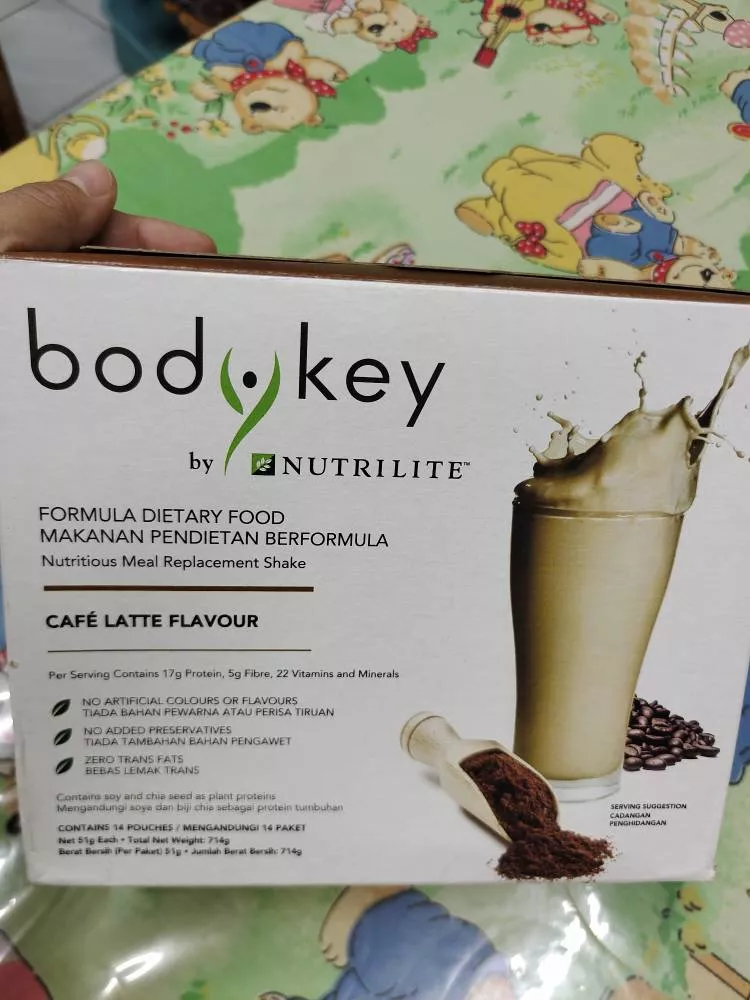 bodykey
by NUTRILITE™
FORMULA DIETARY FOOD
MAKANAN PENDIETAN BERFORMULA
Nutritious Meal Replacement Shake
CAFÉ LATTE FLAVOUR
Per Serving Contains 17g Protein, 5g Fibre, 22 Vitamins and Minerals
NO ARTIFICIAL COLOURS OR FLAVOURS
TIADA BAHAN PEWARNA ATAU PERISA TIRUAN
NO ADDED PRESERVATIVES
TIADA TAMBAHAN BAHAN PENGAWET
ZERO TRANS FATS
BEBAS LEMAK TRANS
Contains soy and chia seed as plant proteins
Mengandungi soya dan biji chia sebagai protein tumbuhan
CONTAINS 14 POUCHES / MENGANDUNGI 14 PAKET
Net 51g Each • Total Net Weight: 714g
Berat Bersih (Per Paket) 51g • Jumlah Berat Bersih: 714g
SERVING SUGGESTION
CADANGAN
PENGHIDANGAN